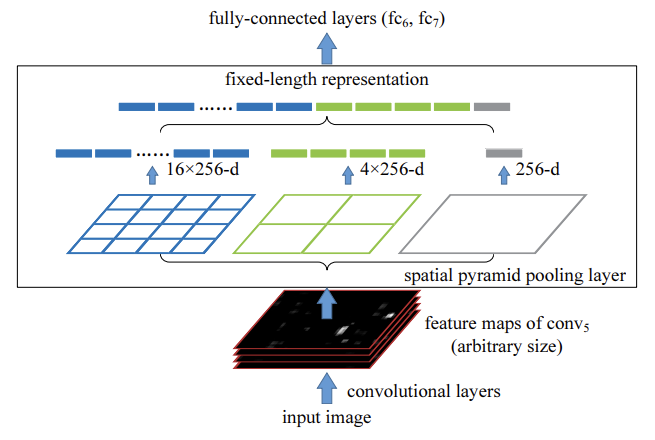 fully-connected layers (fc6, fc7)
fixed-length representation
......
......
16×256-d
4×256-d
256-d
spatial pyramid pooling layer
feature maps of conv5
(arbitrary size)
convolutional layers
input image